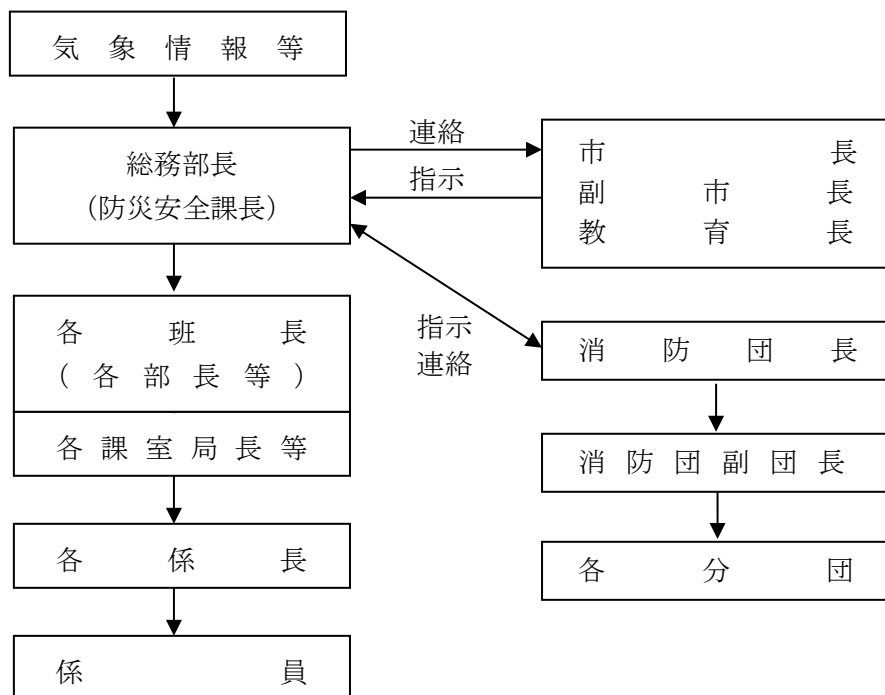 気象情報等
総務部長
(防災安全課長)
連絡
指示
市長
副市長
教育長
各班長
(各部長等)
各課室局長等
指示
連絡
消防団長
消防団副団長
各係長
各分団
係員